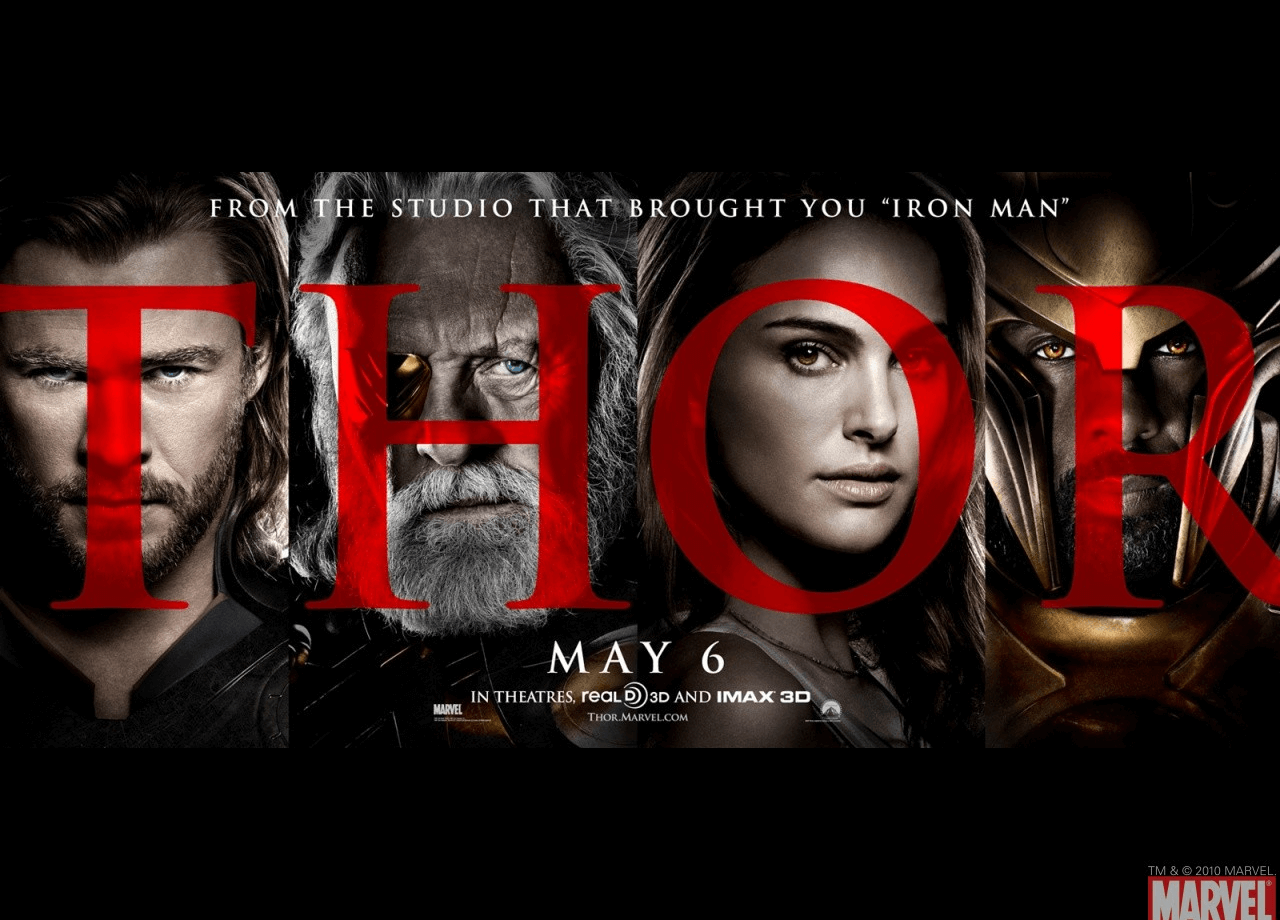 FROM THE STUDIO THAT BROUGHT YOU “IRON MAN”
THOR
MAY 6
IN THEATRES, REAL D 3D AND IMAX 3D
MARVEL
THOR.MARVEL.COM
TM & © 2010 MARVEL.
MARVEL